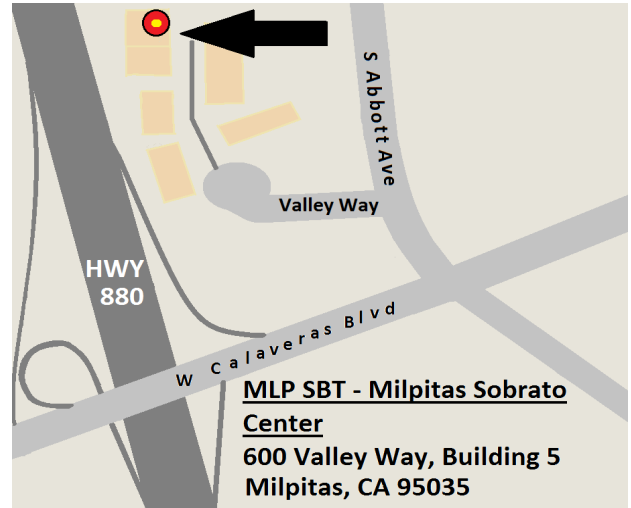 S Abbott Ave
Valley Way
HWY
880
W Calaveras Blvd
MLP SBT - Milpitas Sobrato
Center
600 Valley Way, Building 5
Milpitas, CA 95035